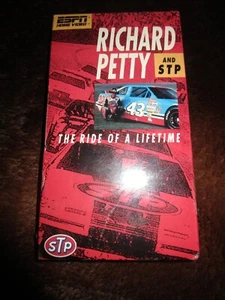 ESPN
HOME VIDEO
RICHARD
PETTY
AND
STP
43
THE RIDE OF A LIFETIME
STP